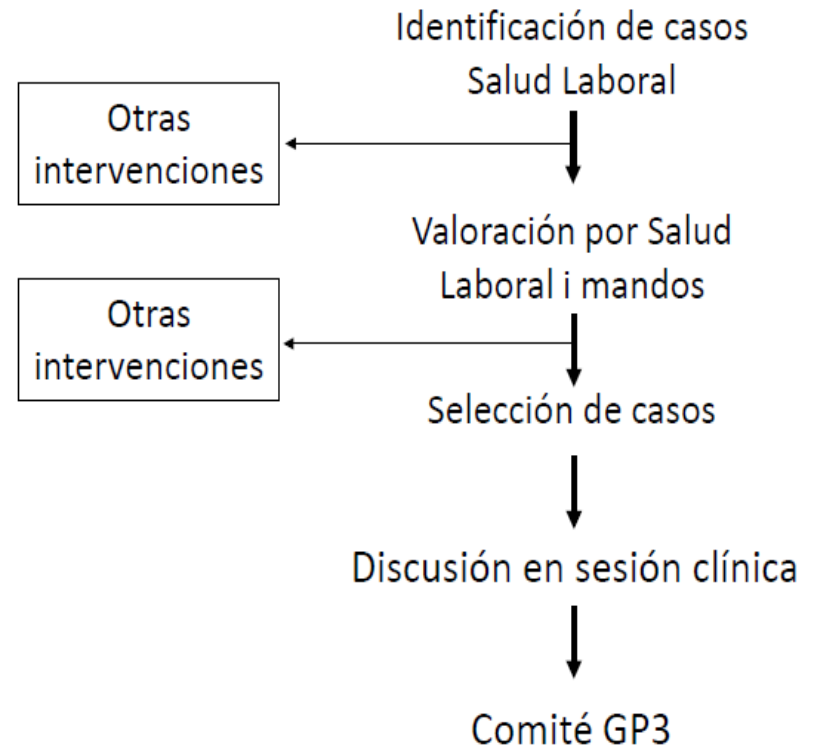 Identificación de casos
Salud Laboral
Otras
intervenciones
Valoración por Salud
Laboral i mandos
Otras
intervenciones
Selección de casos
Discusión en sesión clínica
Comité GP3